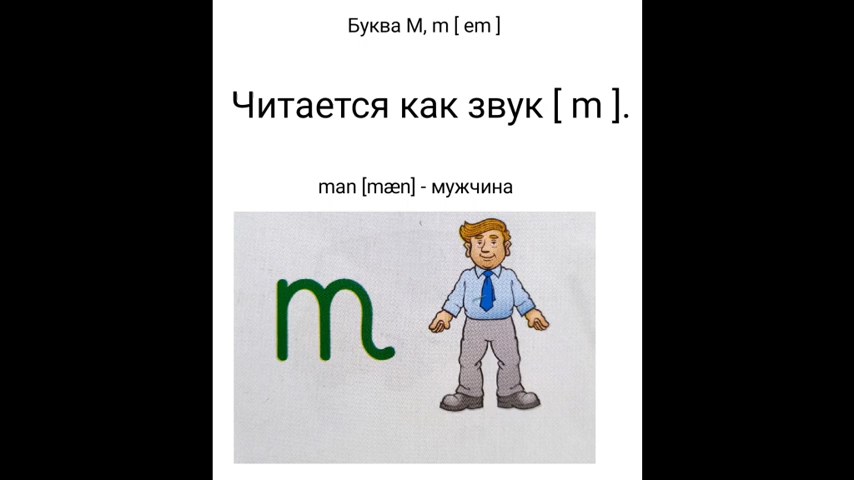 Буква М, m [ em ]
Читается как звук [ m ].
man [mæn] - мужчина
m